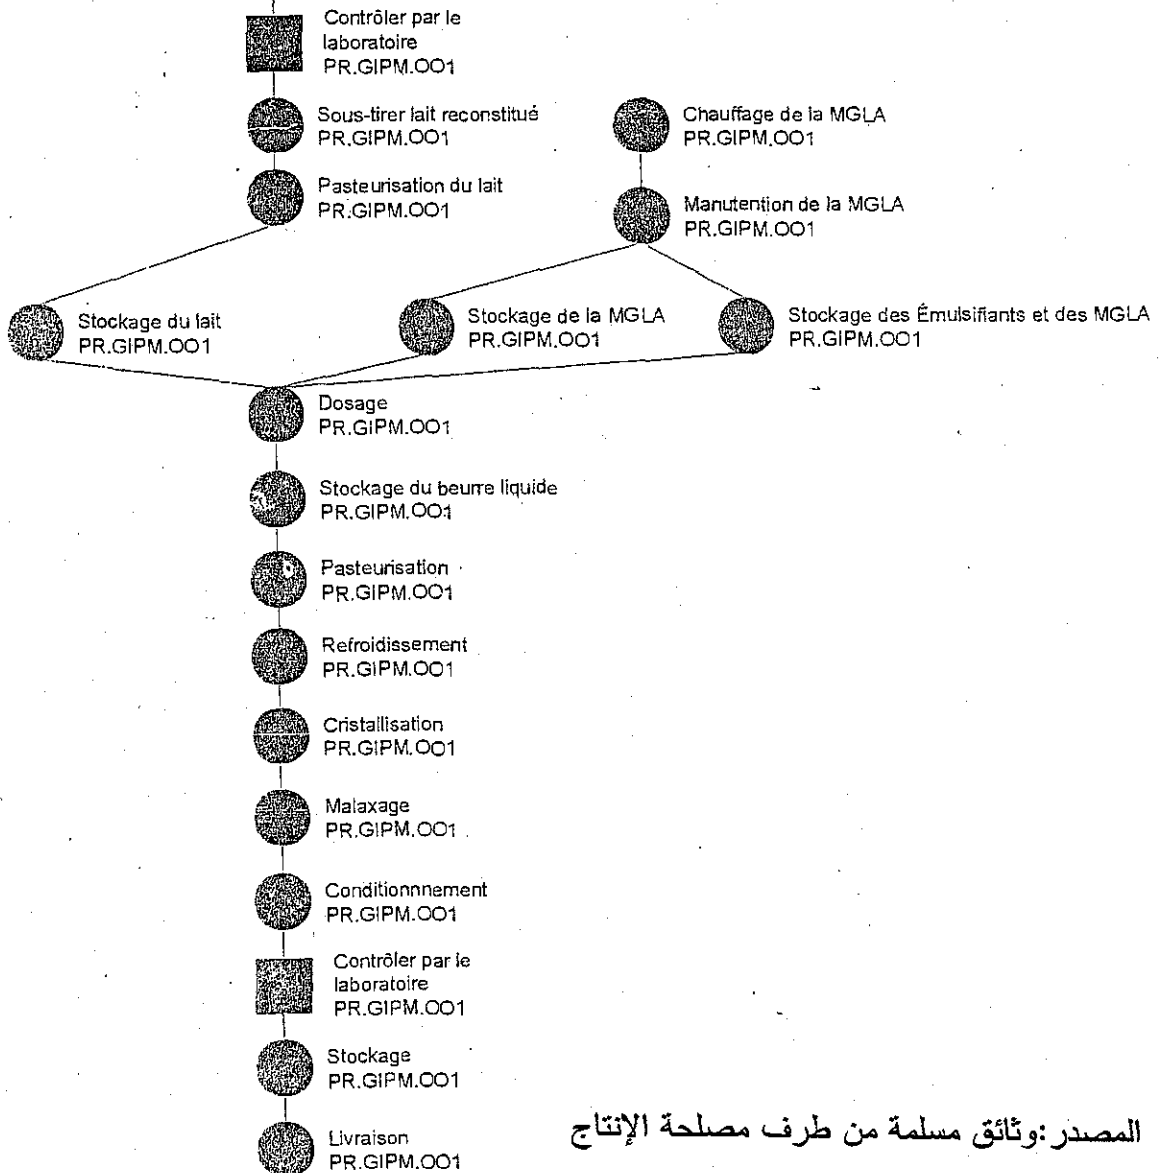 Contrôler par le
laboratoire
PR.GIPM.OO1
Sous-tirer lait reconstitué
PR.GIPM.OO1
Chauffage de la MGLA
PR.GIPM.OO1
Pasteurisation du lait
PR.GIPM.OO1
Manutention de la MGLA
PR.GIPM.OO1
Stockage du lait
PR.GIPM.OO1
Stockage de la MGLA
PR.GIPM.OO1
Stockage des Émulsifiants et des MGLA
PR.GIPM.OO1
Dosage
PR.GIPM.OO1
Stockage du beurre liquide
PR.GIPM.OO1
Pasteurisation
PR.GIPM.OO1
Refroidissement
PR.GIPM.OO1
Cristallisation
PR.GIPM.OO1
Malaxage
PR.GIPM.OO1
Conditionnnement
PR.GIPM.OO1
Contrôler par le
laboratoire
PR.GIPM.OO1
Stockage
PR.GIPM.OO1
Livraison
PR.GIPM.OO1
المصدر:وثائق مسلمة من طرف مصلحة الإنتاج